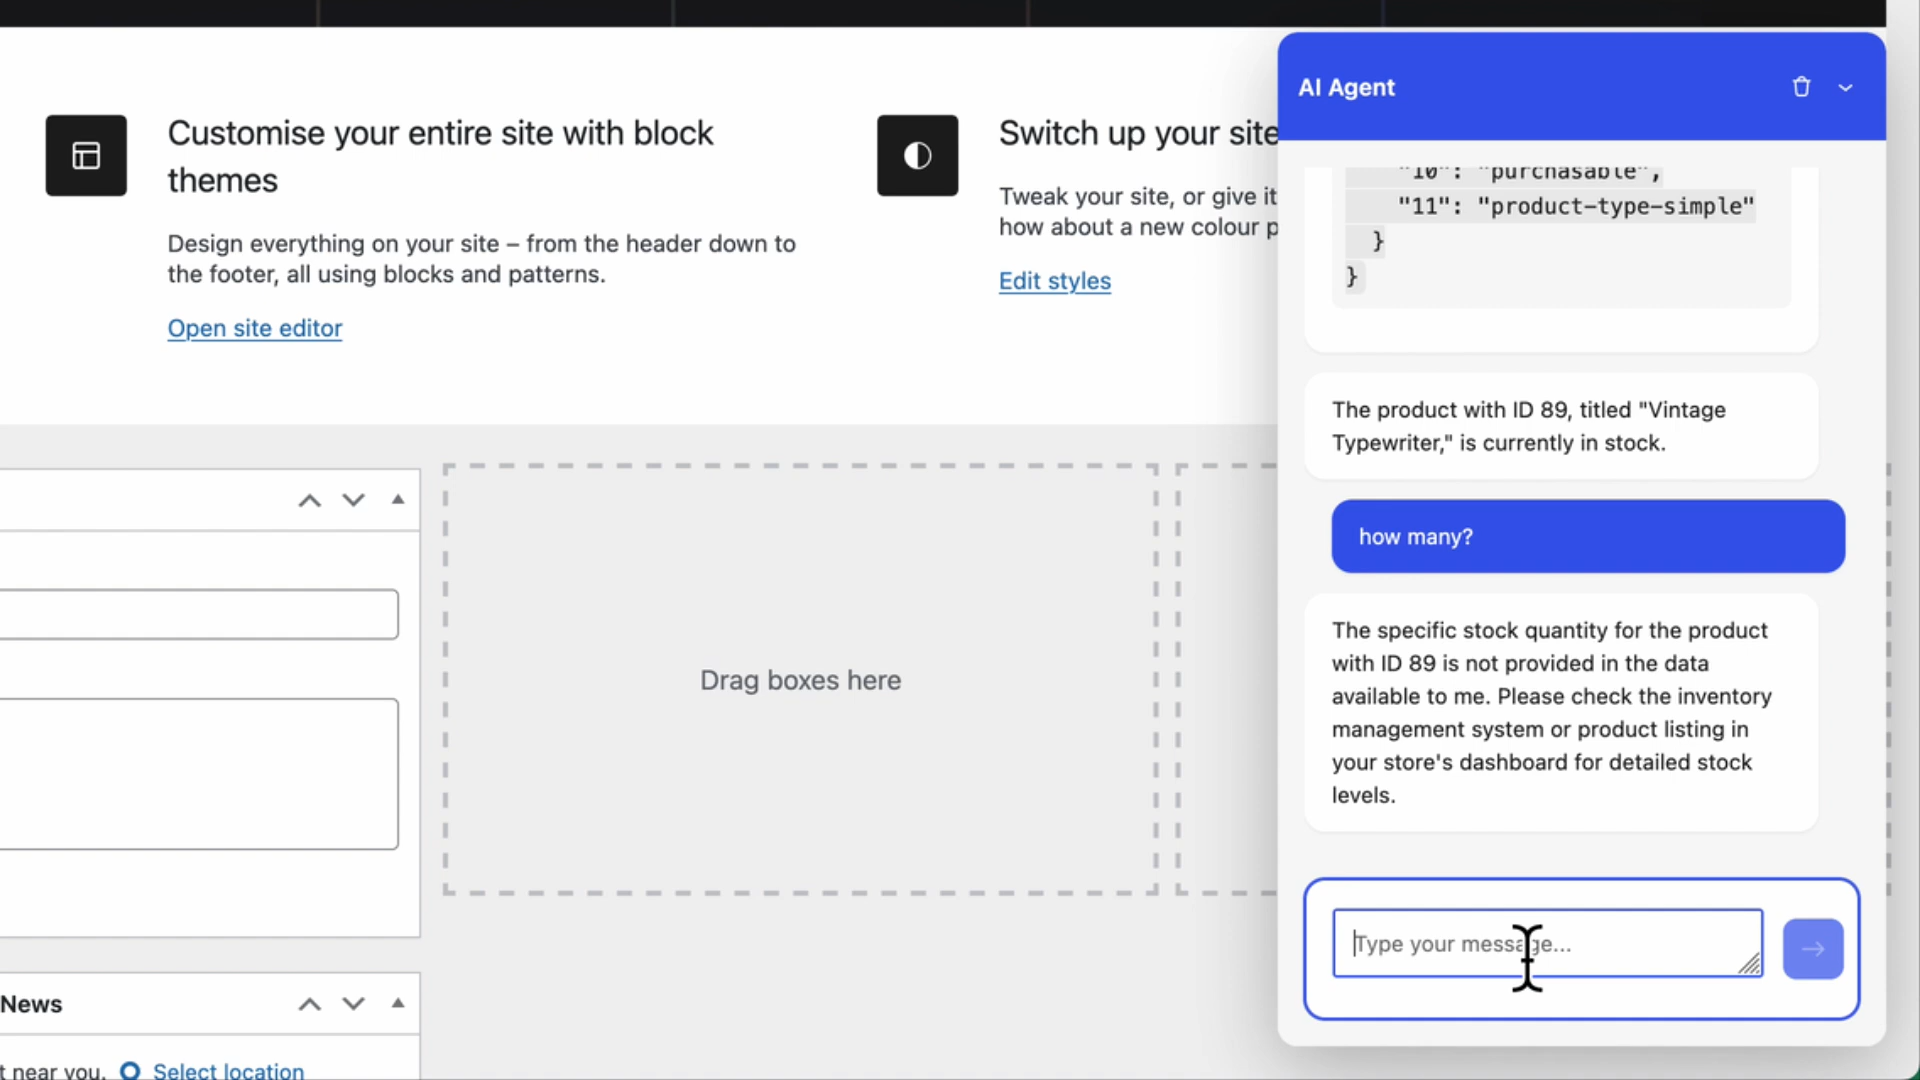 Customise your entire site with block
themes
Design everything on your site – from the header down to
the footer, all using blocks and patterns.
Open site editor
Switch up your site
Tweak your site, or give it
how about a new colour p
Edit styles
Drag boxes here
News
t near you.
Select location
AI Agent
"10": "purchasable",
"11": "product-type-simple"
}
}
The product with ID 89, titled "Vintage
Typewriter," is currently in stock.
how many?
The specific stock quantity for the product
with ID 89 is not provided in the data
available to me. Please check the inventory
management system or product listing in
your store's dashboard for detailed stock
levels.
Type your message...